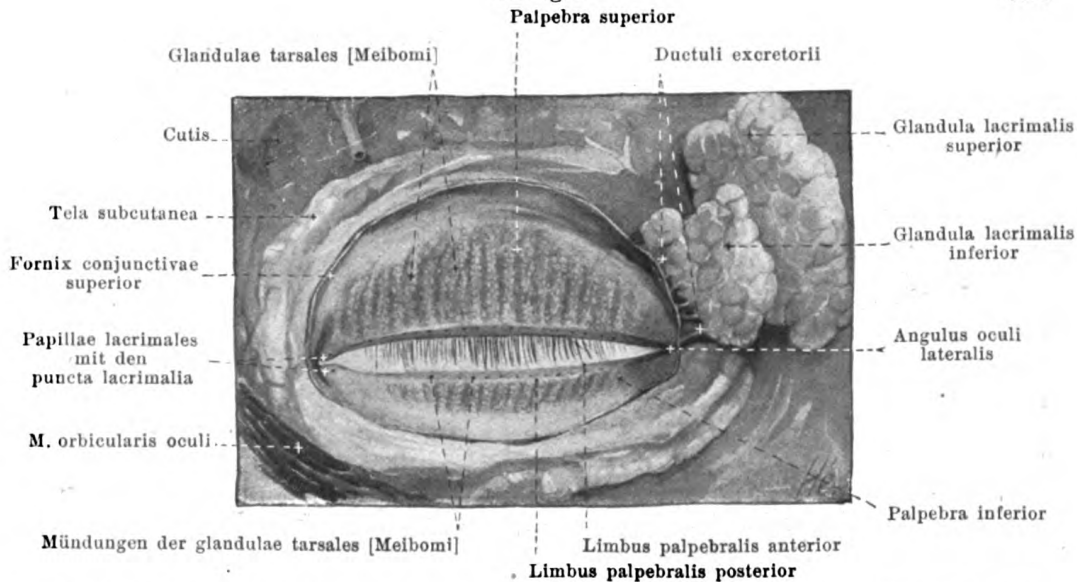 Palpebra superior
Glandulae tarsales [Meibomi]
Ductuli excretorii
Cutis
Glandula lacrimalis
superior
Tela subcutanea
Glandula lacrimalis
inferior
Fornix conjunctivae
superior
Papillae lacrimales
mit den
puncta lacrimalia
Angulus oculi
lateralis
M. orbicularis oculi
Palpebra inferior
Mündungen der glandulae tarsales [Meibomi]
Limbus palpebralis anterior
Limbus palpebralis posterior